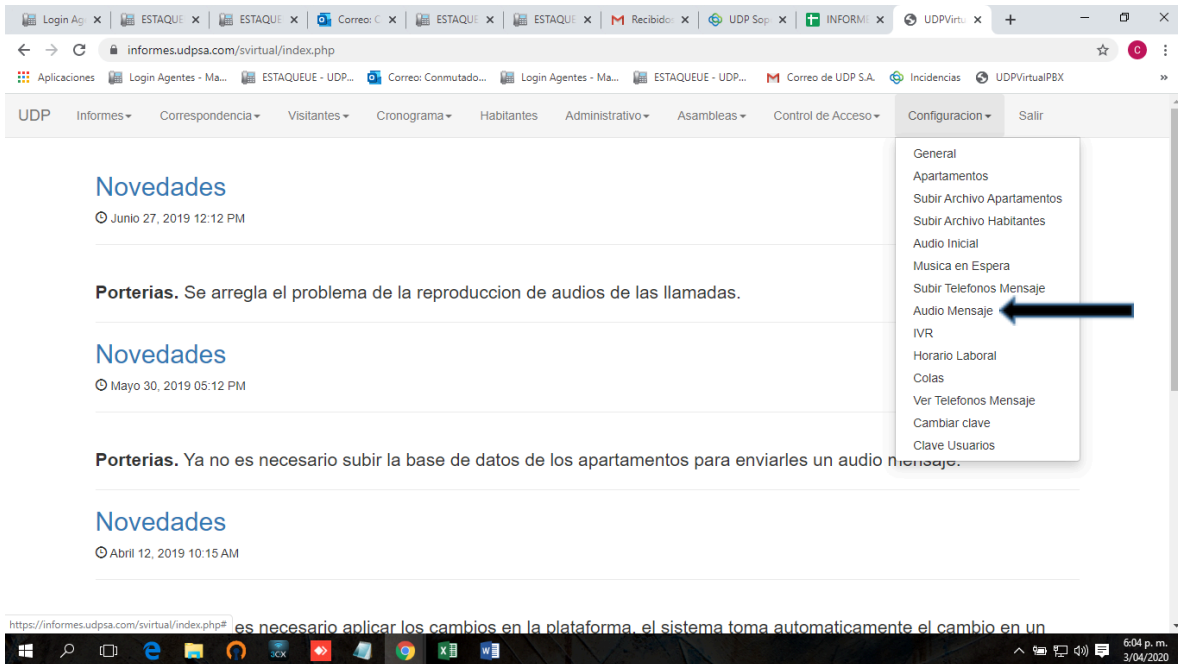 Login Ag
ESTAQUE
ESTAQUE
Correo: C
ESTAQUE
ESTAQUE
Recibidos
UDP Sop
INFORME
UDPVirtu
informes.udpsa.com/svirtual/index.php
C
Aplicaciones
Login Agentes - Ma...
ESTAQUEUE - UDP...
Correo: Conmutado...
Login Agentes - Ma...
ESTAQUEUE - UDP...
Correo de UDP S.A.
Incidencias
UDPVirtualPBX
»
UDP
Informes
Correspondencia
Visitantes
Cronograma
Habitantes
Administrativo
Asambleas
Control de Acceso
Configuracion
Salir
General
Apartamentos
Subir Archivo Apartamentos
Subir Archivo Habitantes
Audio Inicial
Musica en Espera
Subir Telefonos Mensaje
Audio Mensaje
IVR
Horario Laboral
Colas
Ver Telefonos Mensaje
Cambiar clave
Clave Usuarios
Novedades
Junio 27, 2019 12:12 PM
Porterias. Se arregla el problema de la reproduccion de audios de las llamadas.
Novedades
Mayo 30, 2019 05:12 PM
Porterias. Ya no es necesario subir la base de datos de los apartamentos para enviarles un audio mensaje.
Novedades
Abril 12, 2019 10:15 AM
es necesario aplicar los cambios en la plataforma, el sistema toma automaticamente el cambio en un
https://informes.udpsa.com/svirtual/index.php#
3CX
6:04 p. m.
3/04/2020